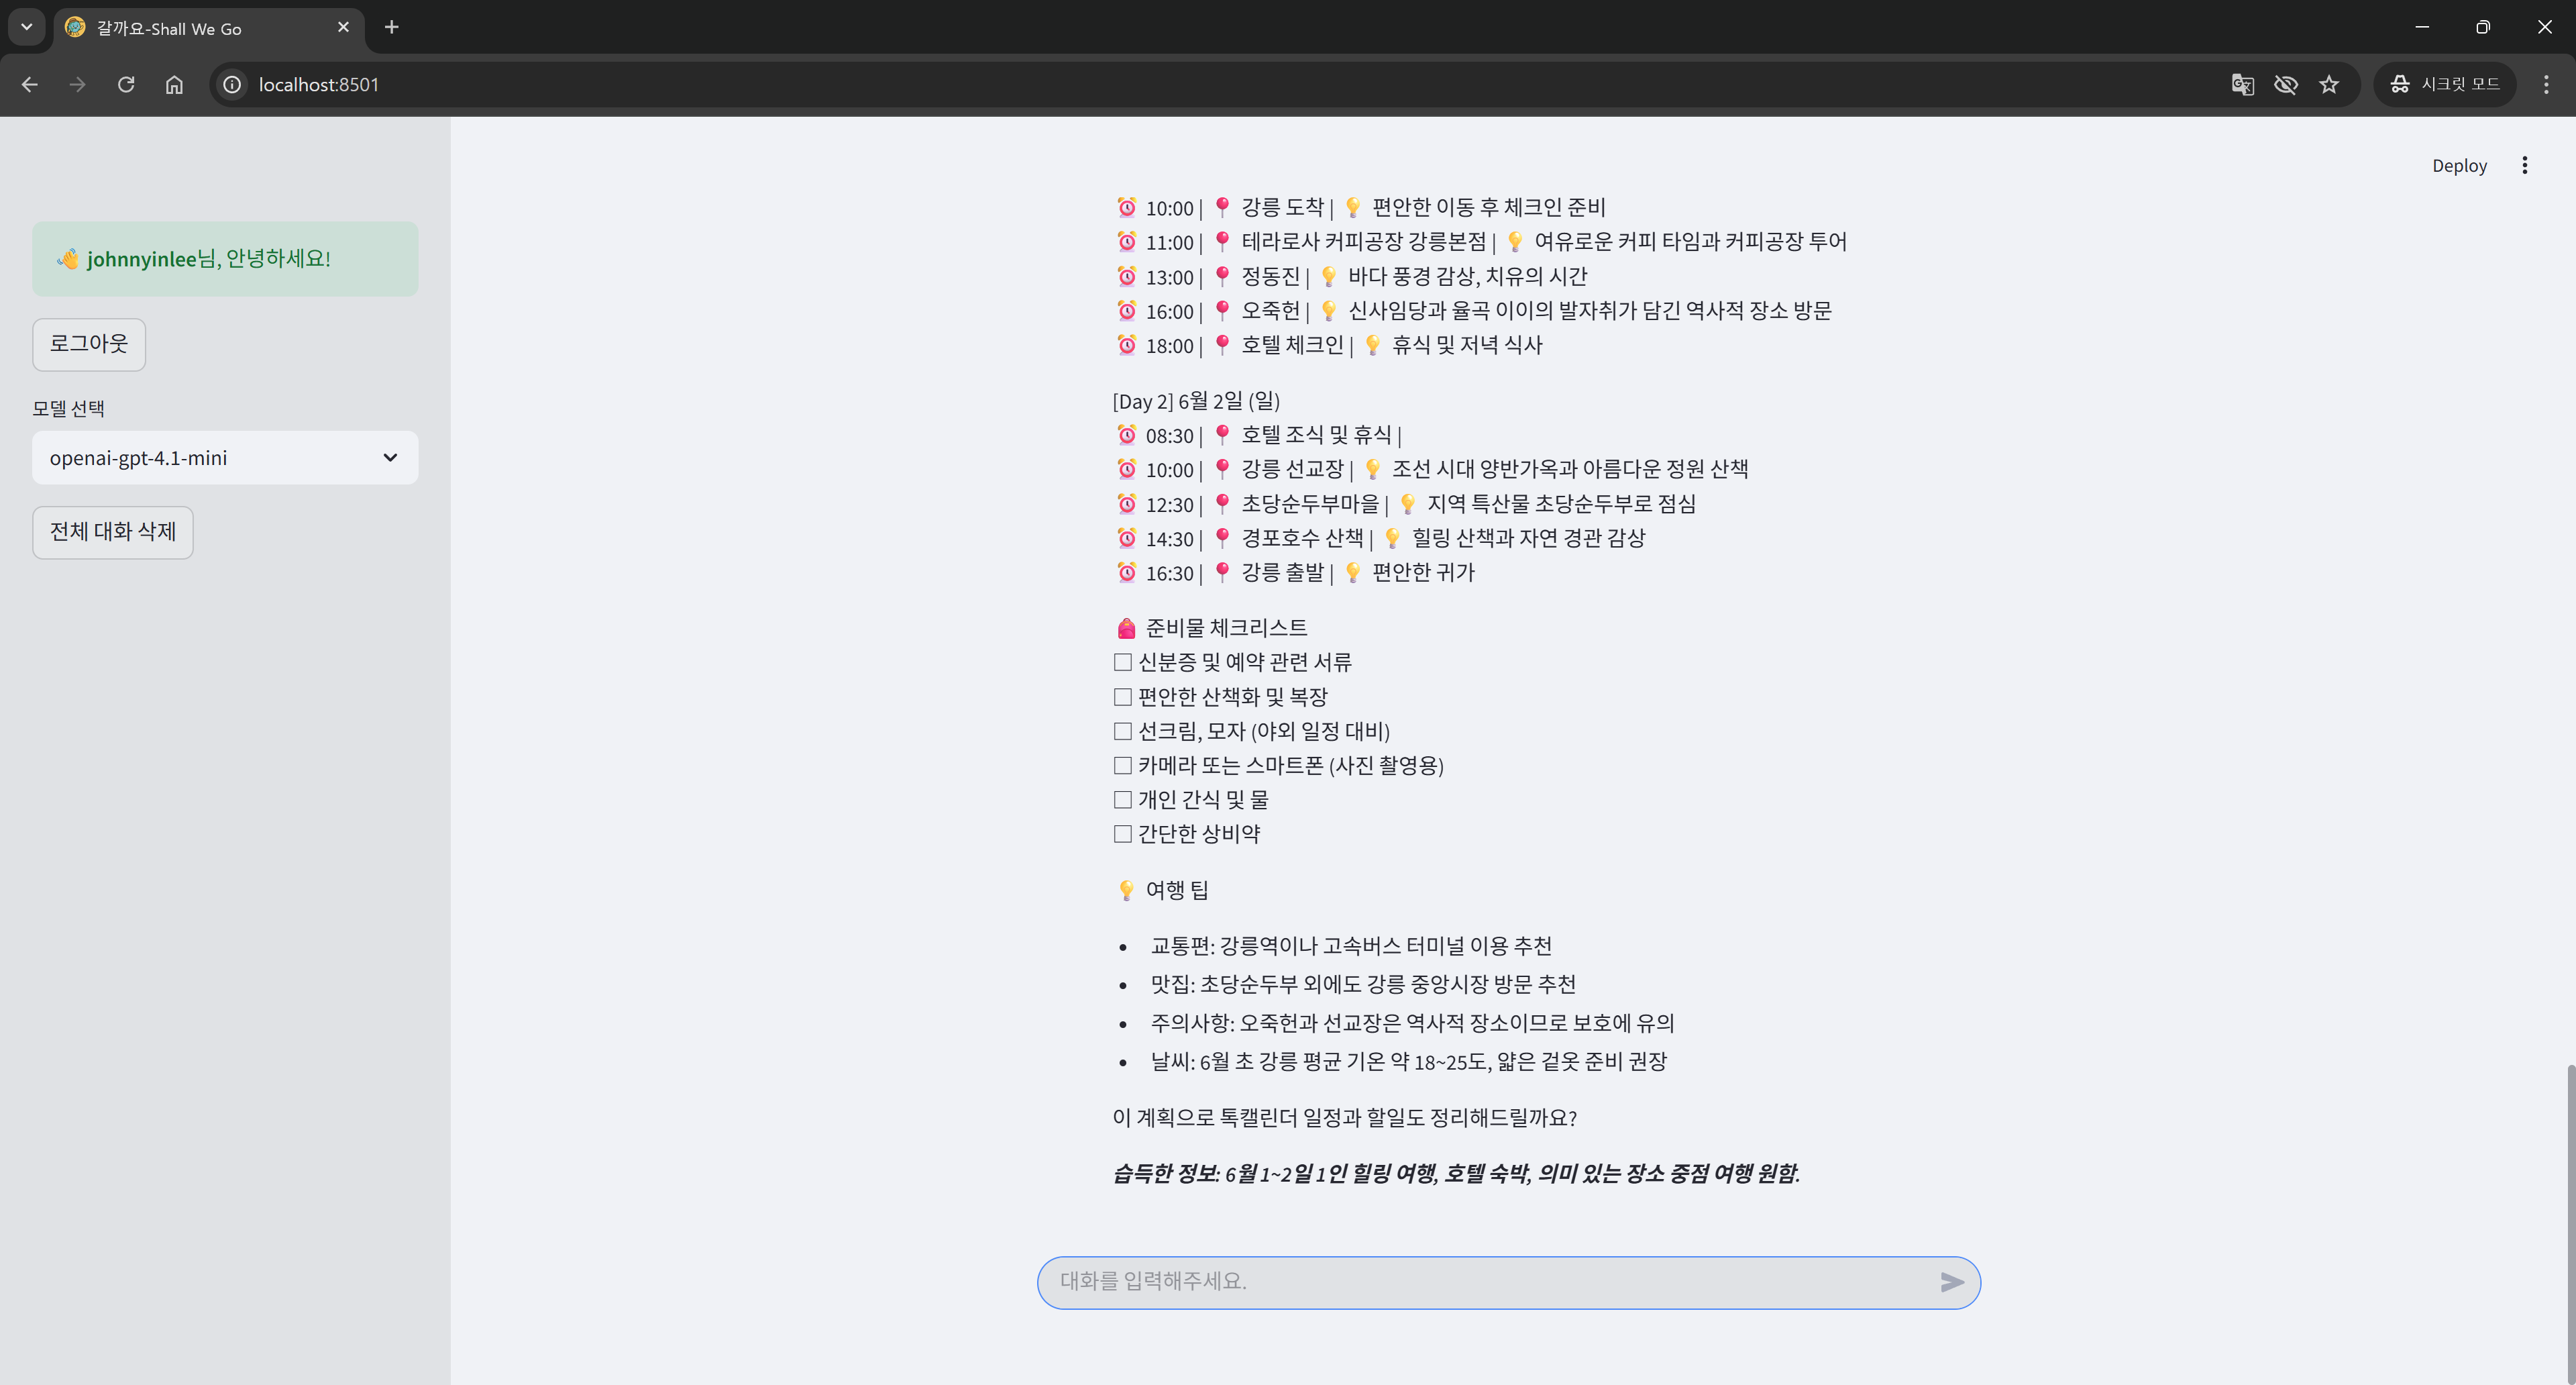 갈까요-Shall We Go
localhost:8501
시크릿 모드
Deploy
👋 johnnyinlee님, 안녕하세요!
로그아웃
모델 선택
openai-gpt-4.1-mini
전체 대화 삭제
⏰ 10:00 | 📍 강릉 도착 | 💡 편안한 이동 후 체크인 준비
⏰ 11:00 | 📍 테라로사 커피공장 강릉본점 | 💡 여유로운 커피 타임과 커피공장 투어
⏰ 13:00 | 📍 정동진 | 💡 바다 풍경 감상, 치유의 시간
⏰ 16:00 | 📍 오죽헌 | 💡 신사임당과 율곡 이이의 발자취가 담긴 역사적 장소 방문
⏰ 18:00 | 📍 호텔 체크인 | 💡 휴식 및 저녁 식사
[Day 2] 6월 2일 (일)
⏰ 08:30 | 📍 호텔 조식 및 휴식 |
⏰ 10:00 | 📍 강릉 선교장 | 💡 조선 시대 양반가옥과 아름다운 정원 산책
⏰ 12:30 | 📍 초당순두부마을 | 💡 지역 특산물 초당순두부로 점심
⏰ 14:30 | 📍 경포호수 산책 | 💡 힐링 산책과 자연 경관 감상
⏰ 16:30 | 📍 강릉 출발 | 💡 편안한 귀가
🎒 준비물 체크리스트
□ 신분증 및 예약 관련 서류
□ 편안한 산책화 및 복장
□ 선크림, 모자 (야외 일정 대비)
□ 카메라 또는 스마트폰 (사진 촬영용)
□ 개인 간식 및 물
□ 간단한 상비약
💡 여행 팁
• 교통편: 강릉역이나 고속버스 터미널 이용 추천
• 맛집: 초당순두부 외에도 강릉 중앙시장 방문 추천
• 주의사항: 오죽헌과 선교장은 역사적 장소이므로 보호에 유의
• 날씨: 6월 초 강릉 평균 기온 약 18~25도, 얇은 겉옷 준비 권장
이 계획으로 톡캘린더 일정과 할일도 정리해드릴까요?
습득한 정보: 6월 1~2일 1인 힐링 여행, 호텔 숙박, 의미 있는 장소 중점 여행 원함.
대화를 입력해주세요.